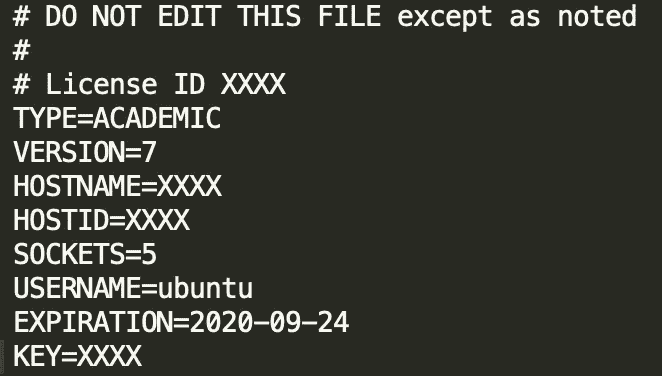 # DO NOT EDIT THIS FILE except as noted
#
# License ID XXXX
TYPE=ACADEMIC
VERSION=7
HOSTNAME=XXXX
HOSTID=XXXX
SOCKETS=5
USERNAME=ubuntu
EXPIRATION=2020-09-24
KEY=XXXX